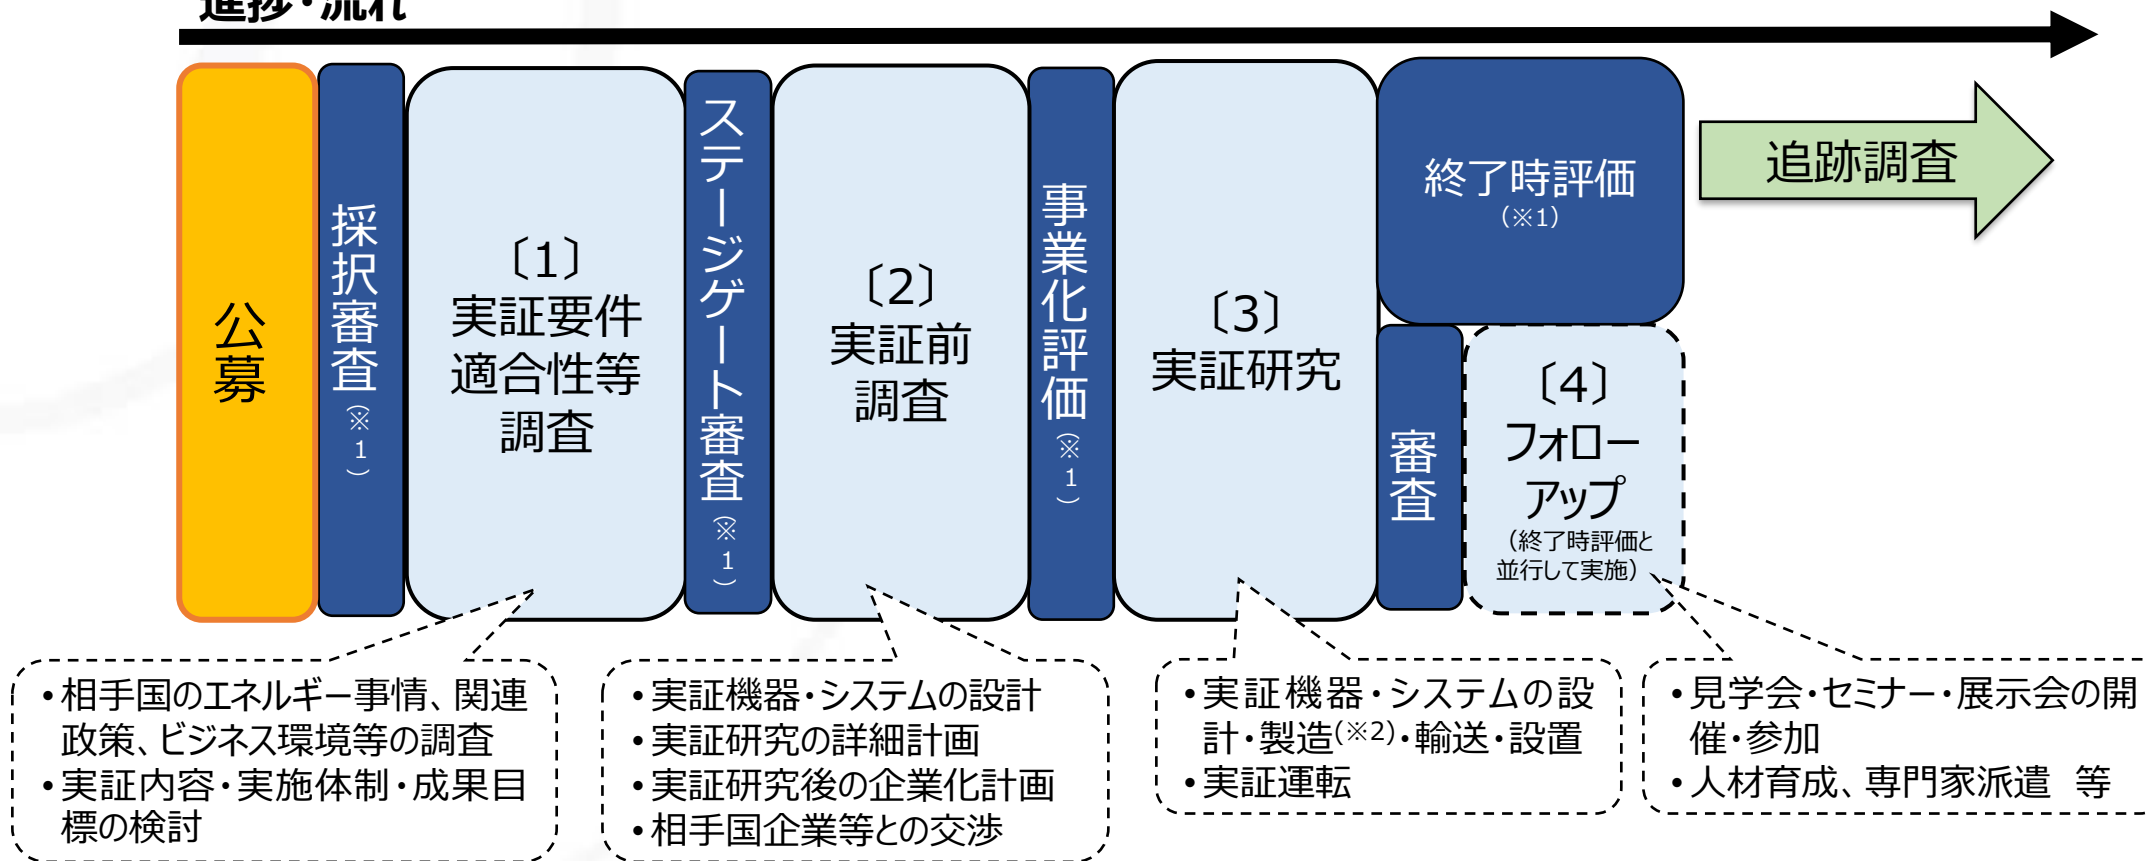 進捗・流れ
公募
採択審査(※1)
〔1〕
実証要件
適合性等
調査
ステージゲート審査(※1)
〔2〕
実証前
調査
事業化評価(※1)
〔3〕
実証研究
終了時評価
(※1)
審査
〔4〕
フォロー
アップ
（終了時評価と
並行して実施）
追跡調査
•相手国のエネルギー事情、関連
政策、ビジネス環境等の調査
•実証内容・実施体制・成果目
標の検討
•実証機器・システムの設計
•実証研究の詳細計画
•実証研究後の企業化計画
•相手国企業等との交渉
•実証機器・システムの設
計・製造(※2)・輸送・設置
•実証運転
•見学会・セミナー・展示会の開
催・参加
•人材育成、専門家派遣　等